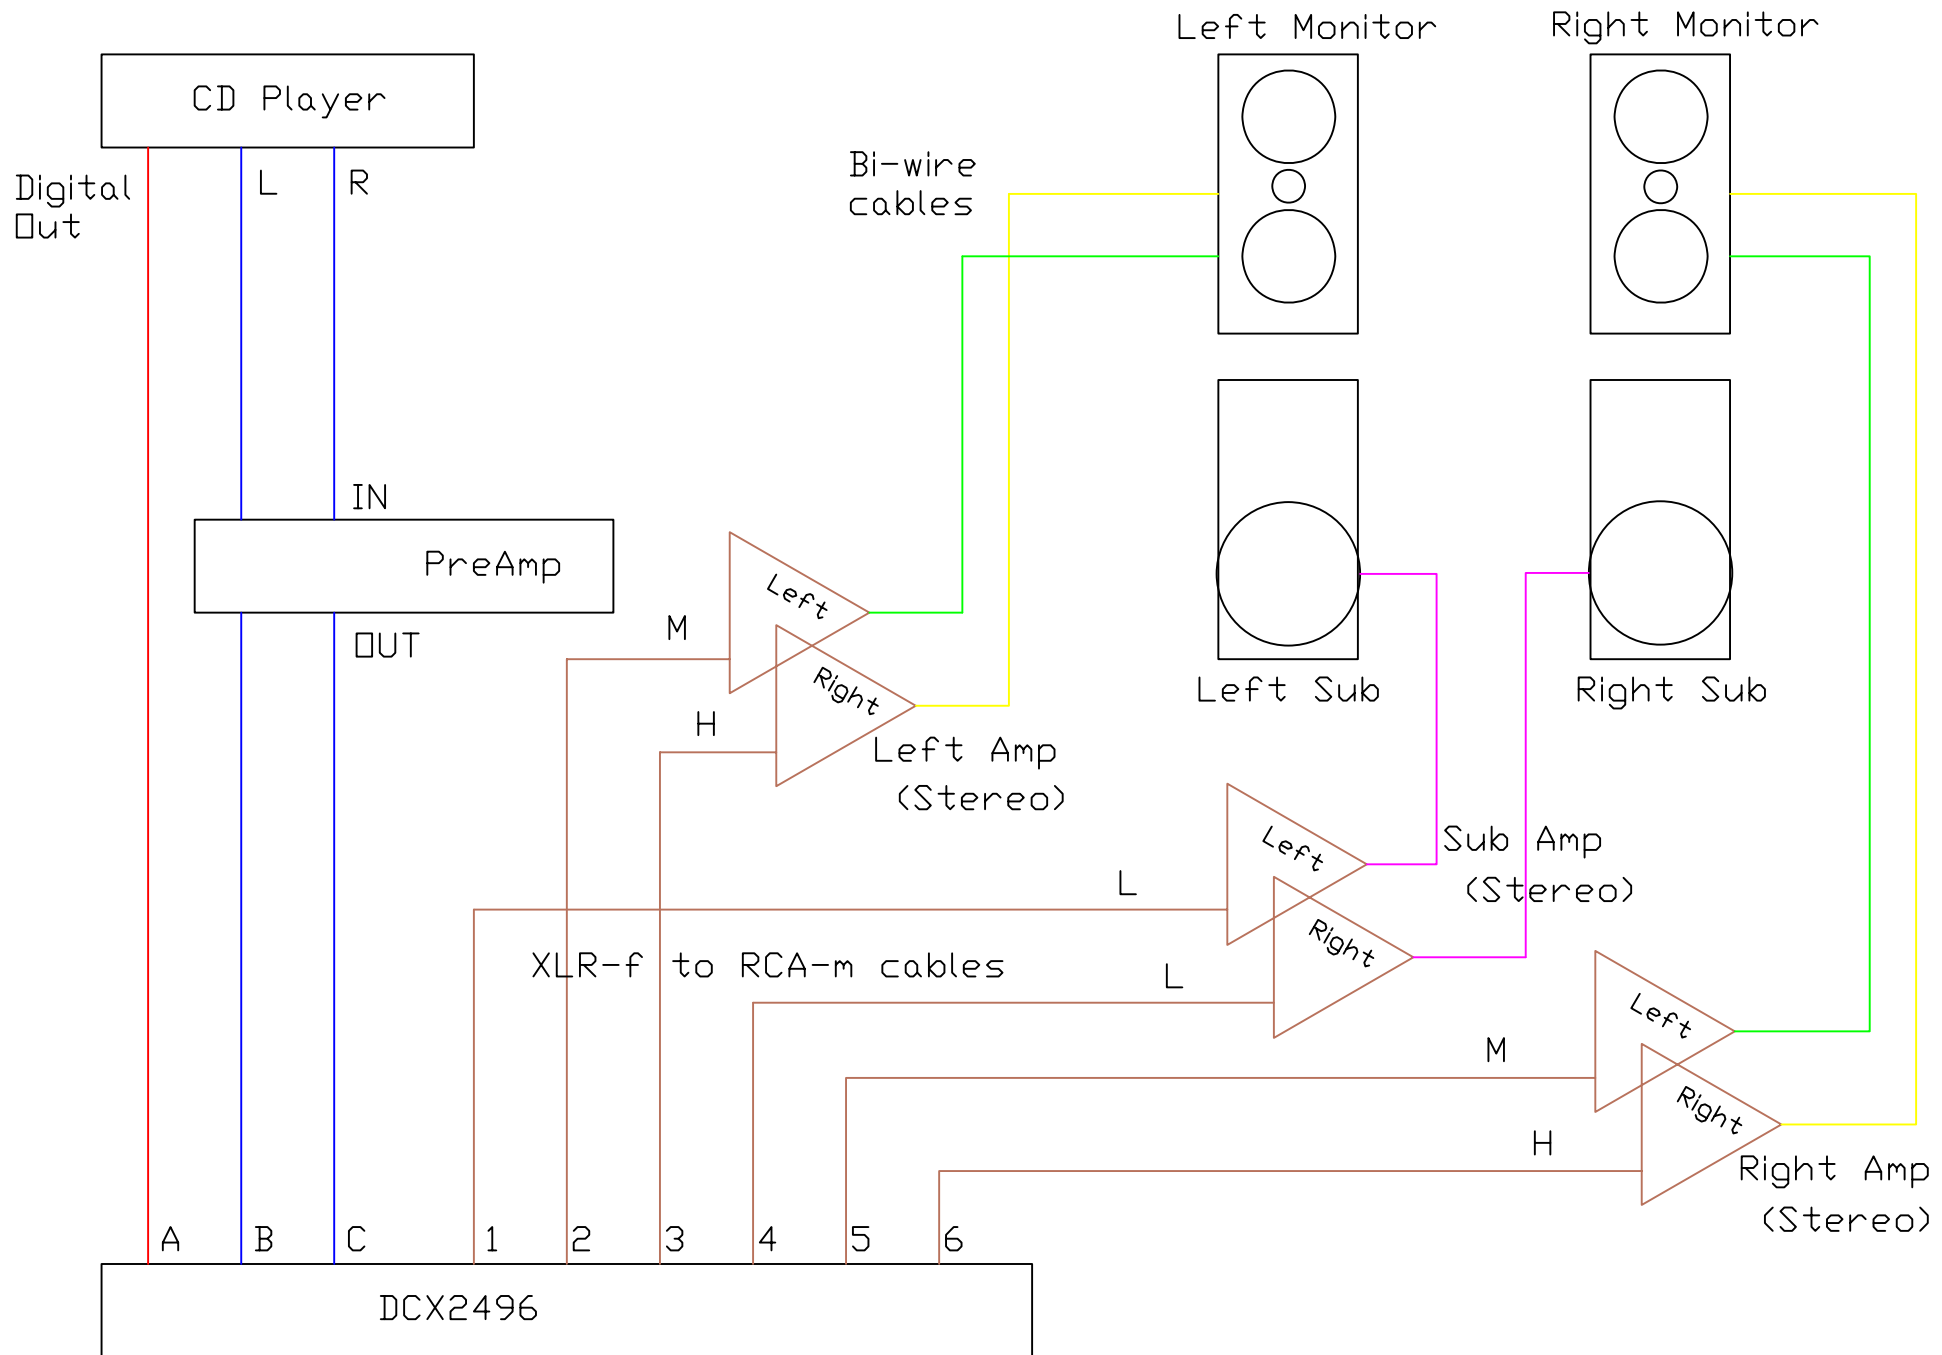 Left Monitor
Right Monitor
CD Player
Digital
Out
L
R
Bi-wire
cables
IN
PreAmp
OUT
Left
M
Right
H
Left Amp
(Stereo)
Left Sub
Right Sub
Left
Sub Amp
(Stereo)
L
Right
XLR-f to RCA-m cables
L
Left
M
Right
H
Right Amp
(Stereo)
A
B
C
1
2
3
4
5
6
DCX2496